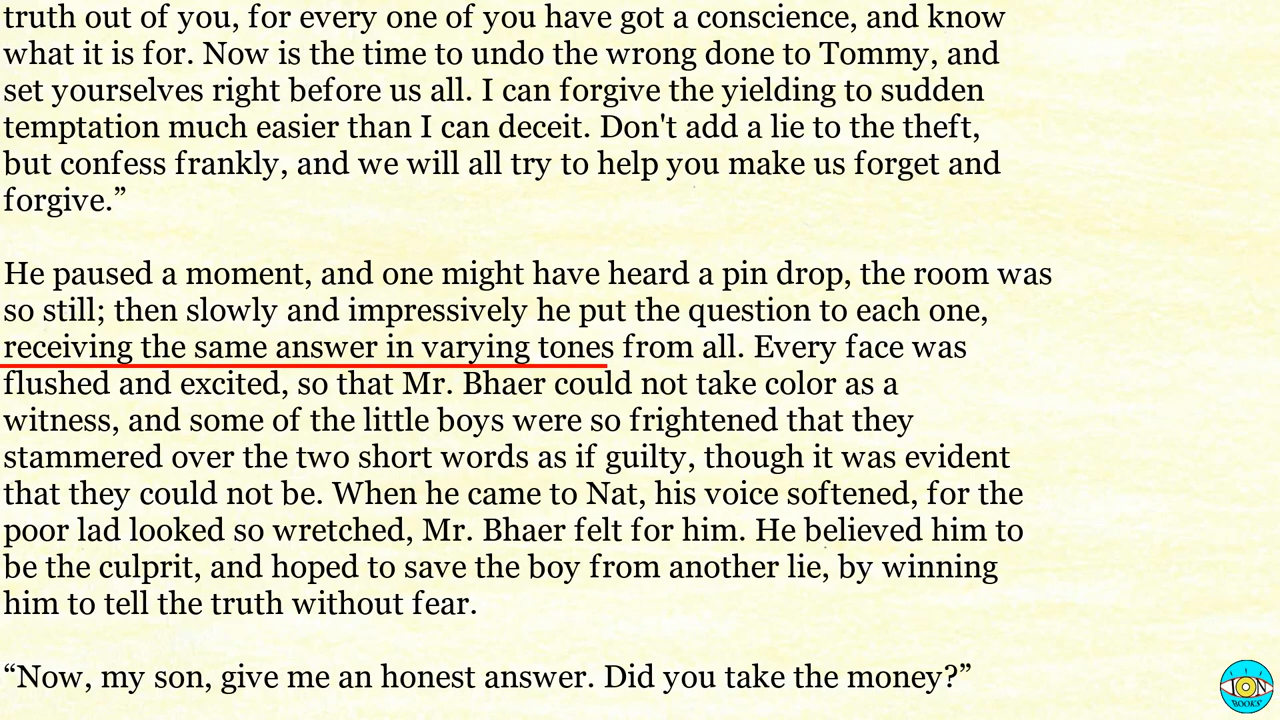 truth out of you, for every one of you have got a conscience, and know
what it is for. Now is the time to undo the wrong done to Tommy, and
set yourselves right before us all. I can forgive the yielding to sudden
temptation much easier than I can deceit. Don't add a lie to the theft,
but confess frankly, and we will all try to help you make us forget and
forgive.”
He paused a moment, and one might have heard a pin drop, the room was
so still; then slowly and impressively he put the question to each one,
receiving the same answer in varying tones from all. Every face was
flushed and excited, so that Mr. Bhaer could not take color as a
witness, and some of the little boys were so frightened that they
stammered over the two short words as if guilty, though it was evident
that they could not be. When he came to Nat, his voice softened, for the
poor lad looked so wretched, Mr. Bhaer felt for him. He believed him to
be the culprit, and hoped to save the boy from another lie, by winning
him to tell the truth without fear.
“Now, my son, give me an honest answer. Did you take the money?”
ION
BOOKS